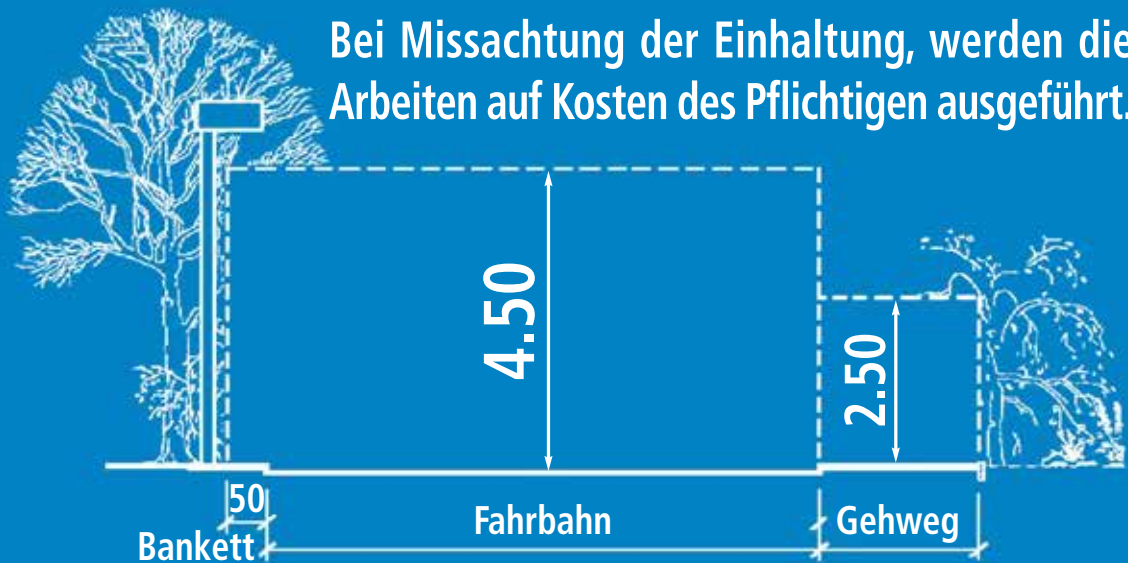 Bei Missachtung der Einhaltung, werden die
Arbeiten auf Kosten des Pflichtigen ausgeführt.
4.50
2.50
50
Fahrbahn
Gehweg
Bankett